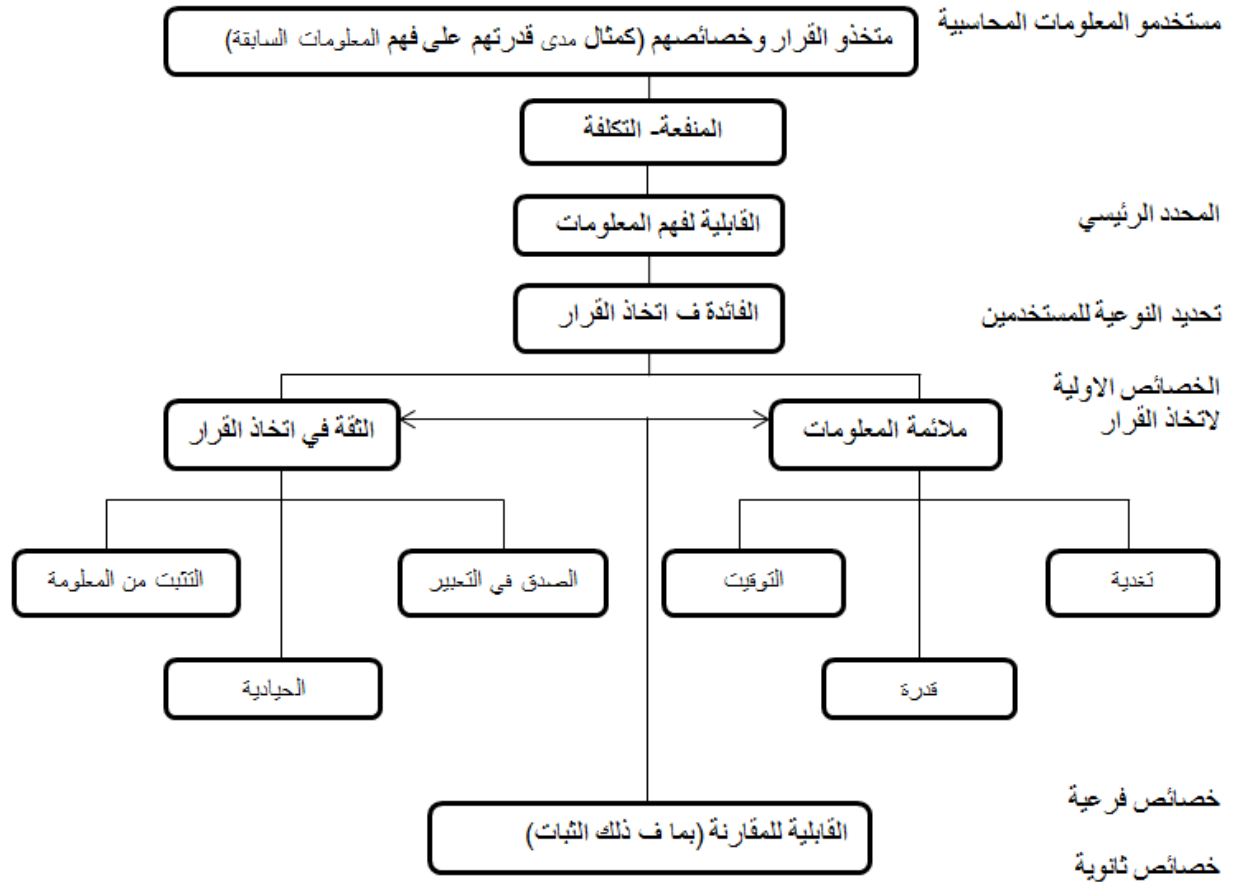 مستخدمو المعلومات المحاسبية
متخذو القرار وخصائصهم (كمثال مدى قدرتهم على فهم المعلومات السابقة)
المنفعة- التكلفة
المحدد الرئيسي
القابلية لفهم المعلومات
تحديد النوعية للمستخدمين
الفائدة ف اتخاذ القرار
الخصائص الاولية
لاتخاذ القرار
ملائمة المعلومات
الثقة في اتخاذ القرار
تغدية
التوقيت
الصدق في التعبير
التثبت من المعلومة
قدرة
الحيادية
خصائص فرعية
القابلية للمقارنة (بما ف ذلك الثبات)
خصائص ثانوية